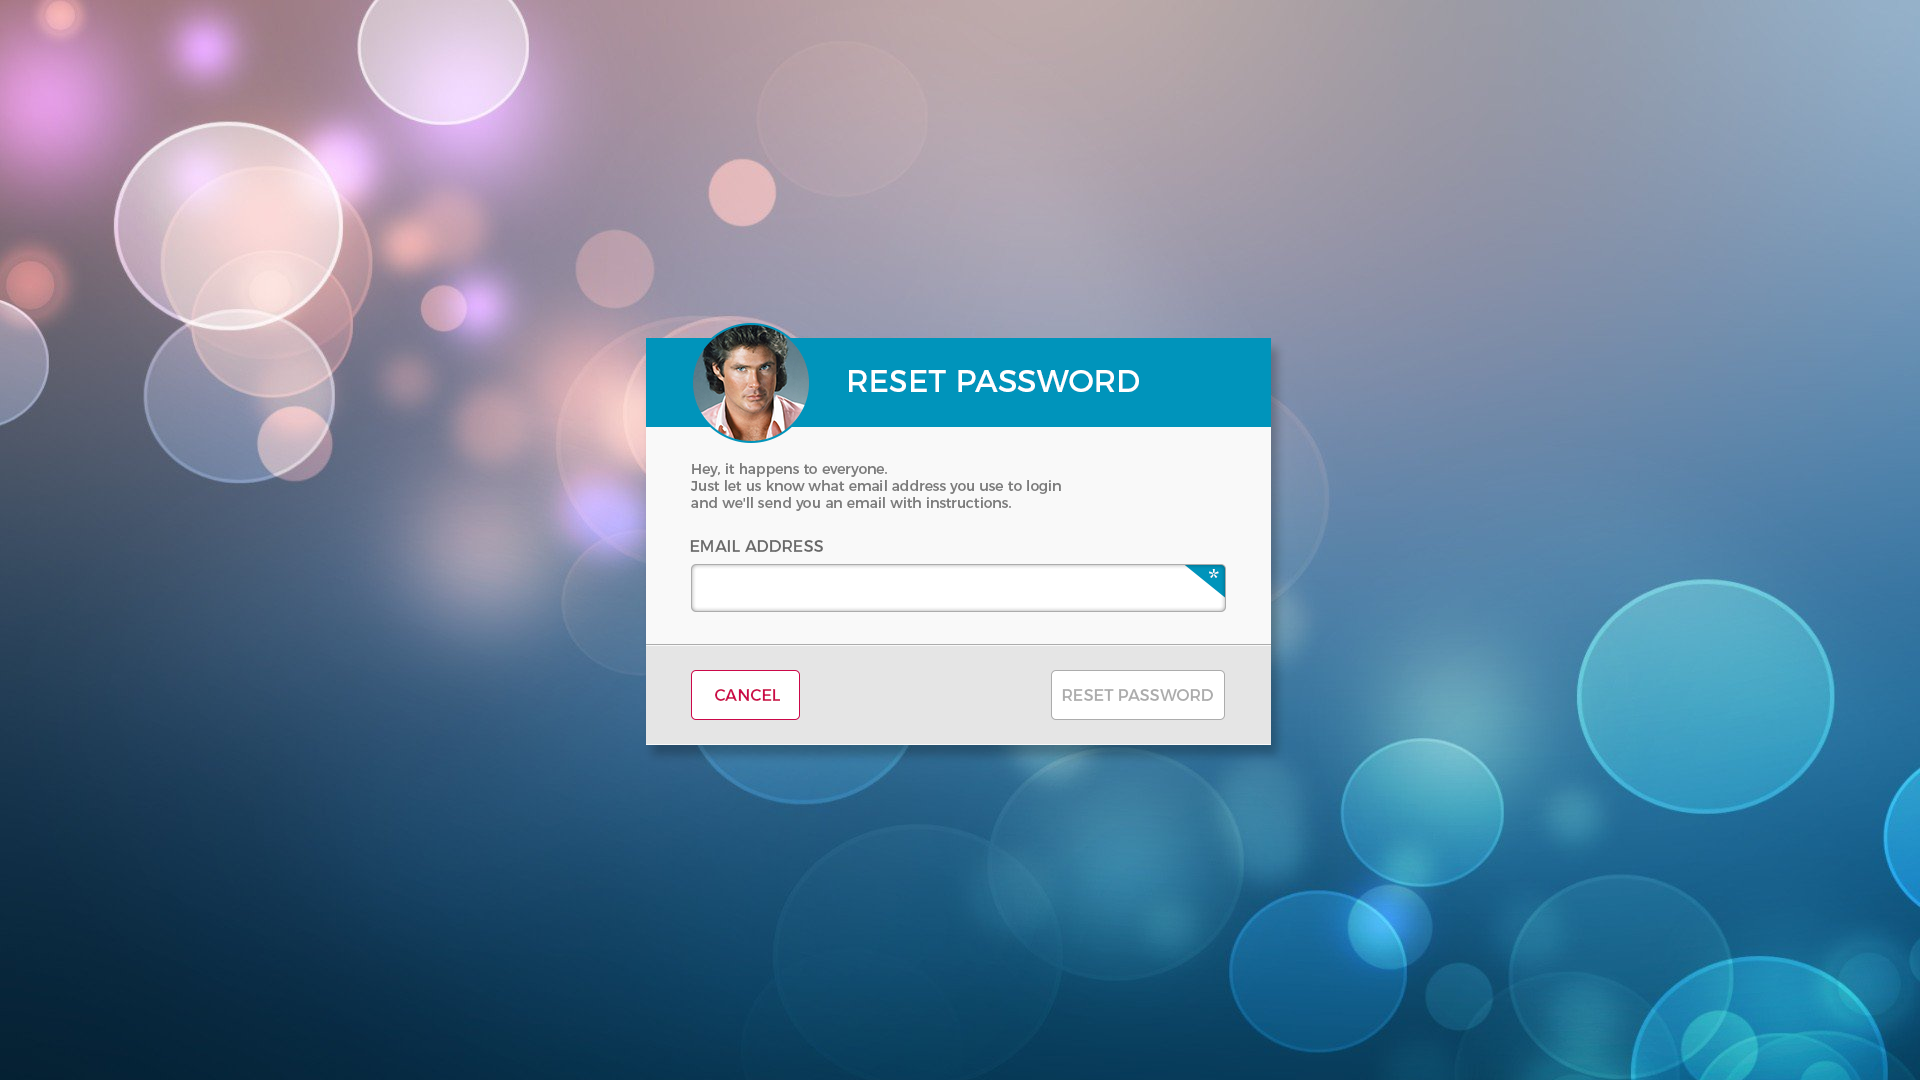 RESET PASSWORD
Hey, it happens to everyone.
Just let us know what email address you use to login
and we'll send you an email with instructions.
EMAIL ADDRESS
*
CANCEL
RESET PASSWORD